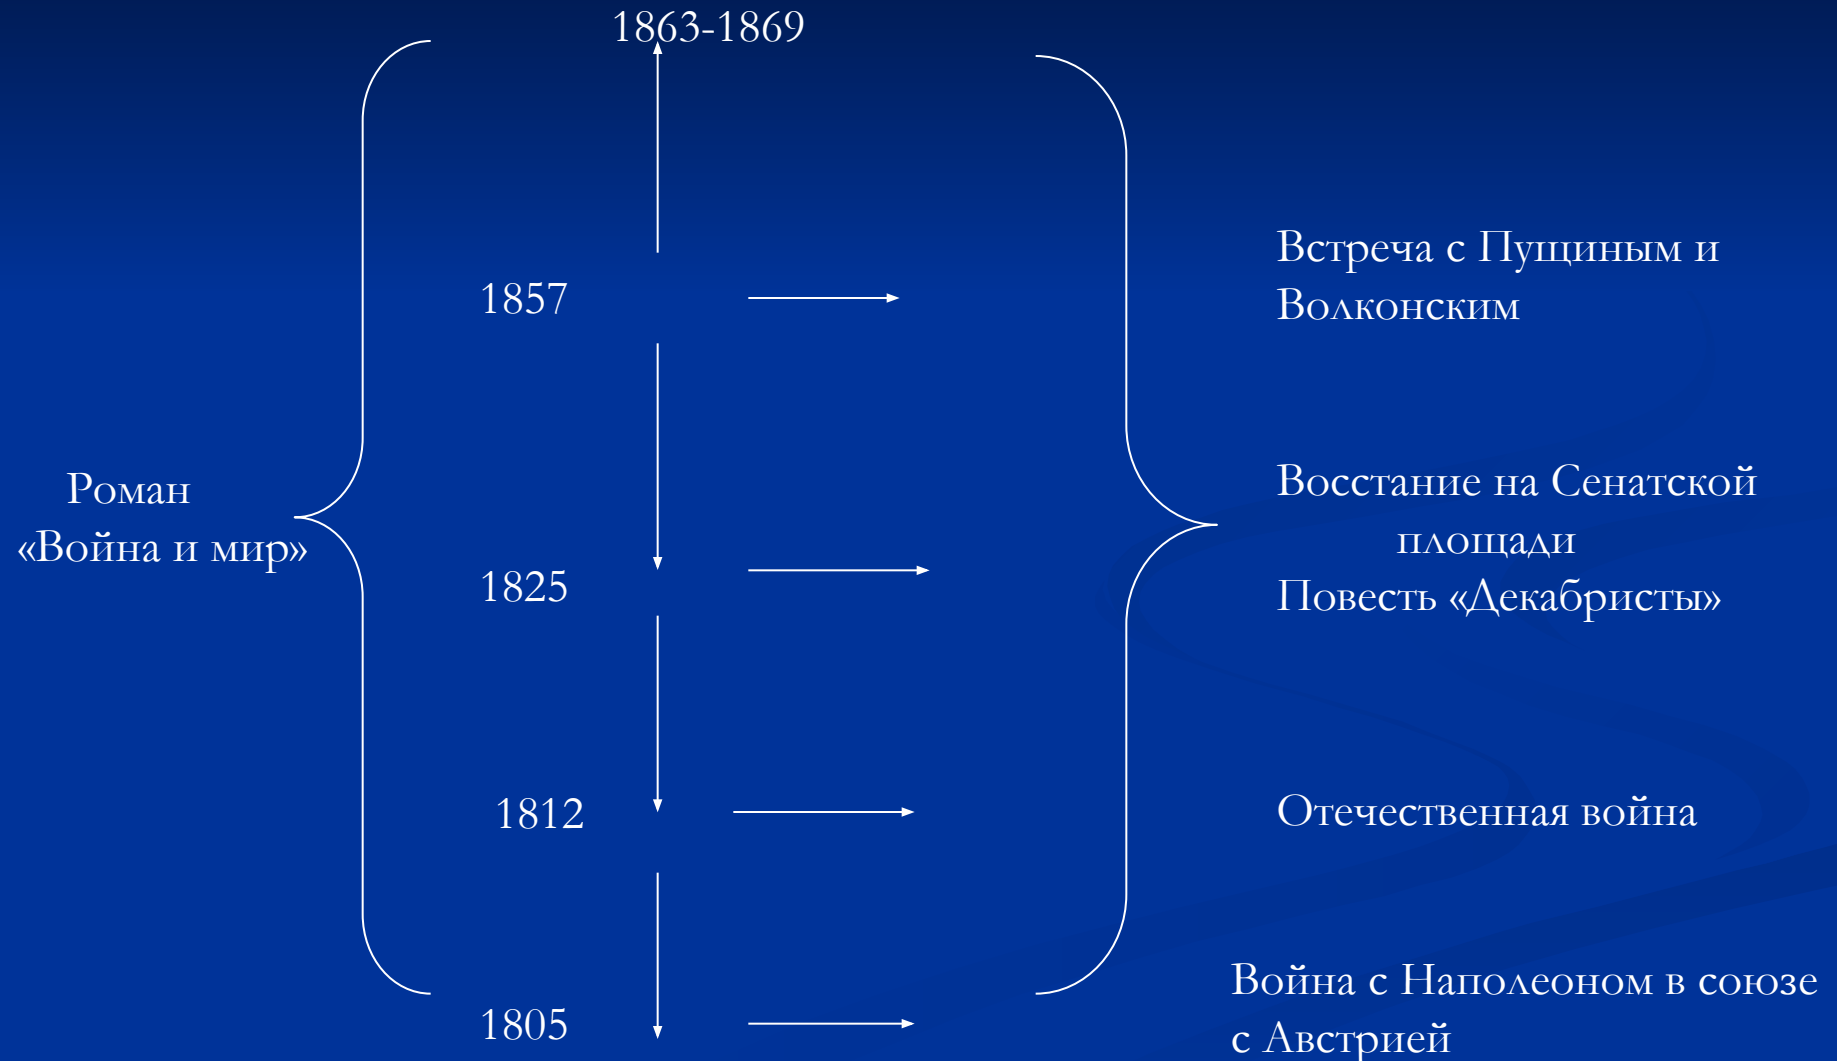 1863-1869
Роман
«Война и мир»
1857
Встреча с Пущиным и
Волконским
1825
Восстание на Сенатской
площади
Повесть «Декабристы»
1812
Отечественная война
1805
Война с Наполеоном в союзе
с Австрией